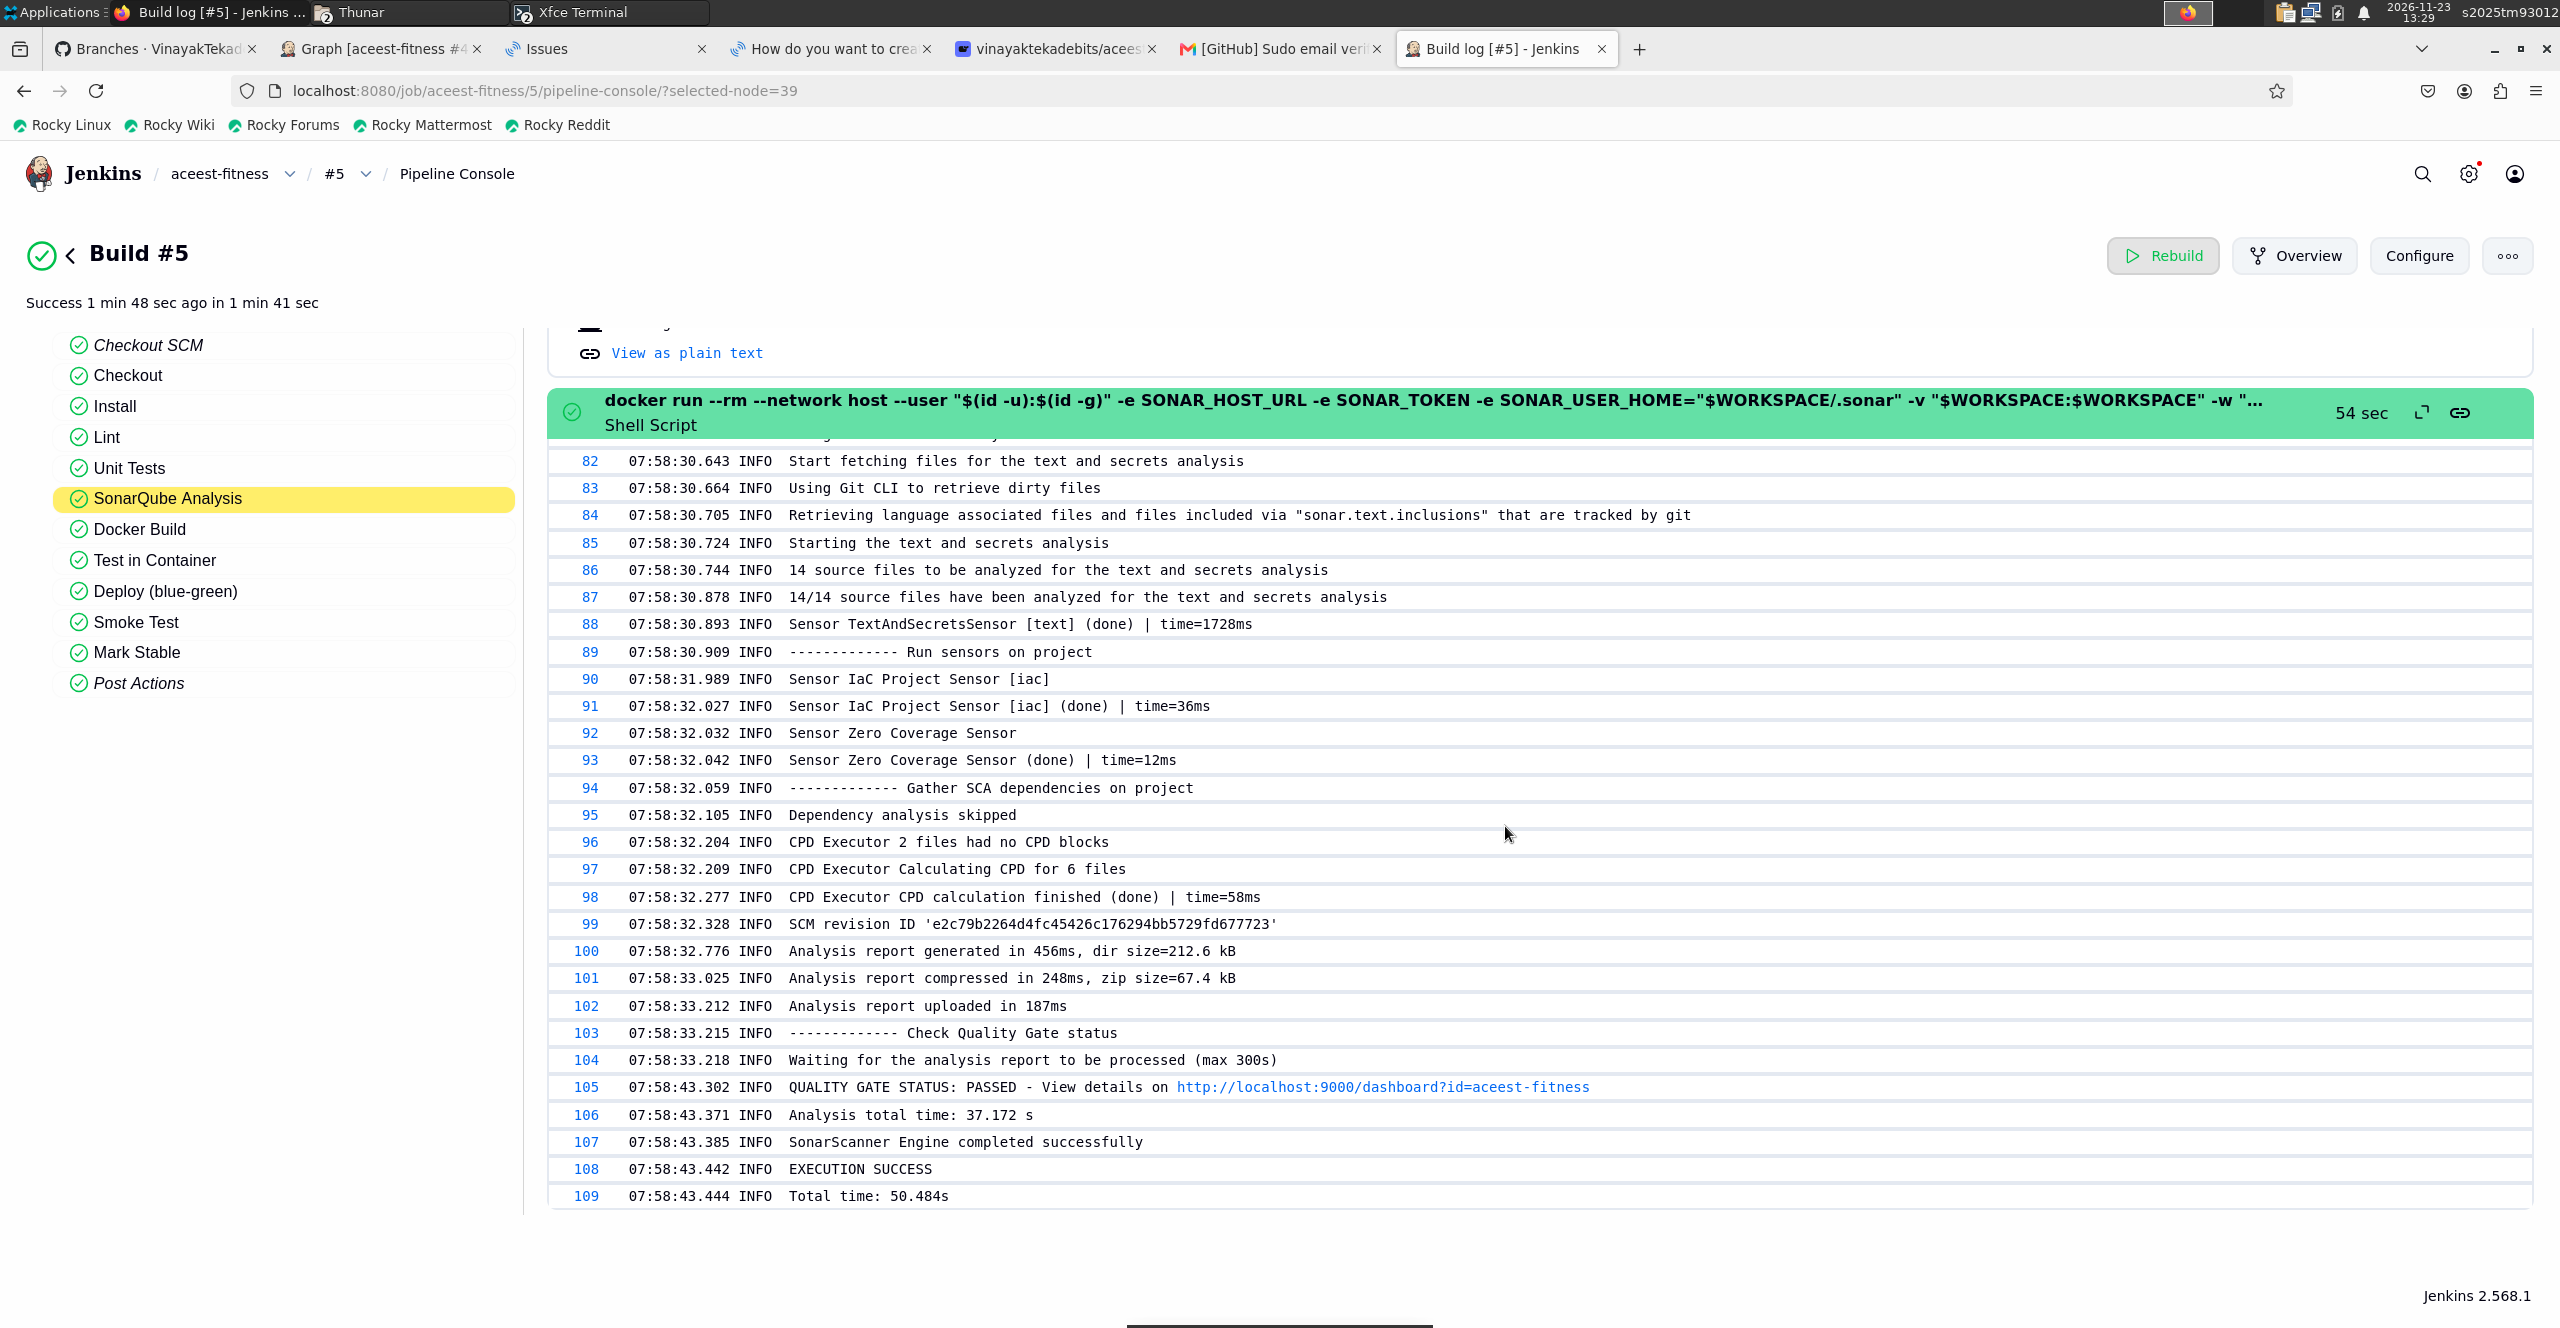 Applications
Build log [#5] - Jenkins ...
Thunar
Xfce Terminal
2026-11-23
13:29
s2025tm93012
Branches · VinayakTekad
Graph [aceest-fitness #4
Issues
How do you want to crea
vinayaktekadebits/acees
[GitHub] Sudo email veri
Build log [#5] - Jenkins
localhost:8080/job/aceest-fitness/5/pipeline-console/?selected-node=39
Rocky Linux
Rocky Wiki
Rocky Forums
Rocky Mattermost
Rocky Reddit
Jenkins / aceest-fitness / #5 / Pipeline Console
Build #5
Rebuild
Overview
Configure
Success 1 min 48 sec ago in 1 min 41 sec
Checkout SCM
Checkout
Install
Lint
Unit Tests
SonarQube Analysis
Docker Build
Test in Container
Deploy (blue-green)
Smoke Test
Mark Stable
Post Actions
View as plain text
docker run --rm --network host --user "$(id -u):$(id -g)" -e SONAR_HOST_URL -e SONAR_TOKEN -e SONAR_USER_HOME="$WORKSPACE/.sonar" -v "$WORKSPACE:$WORKSPACE" -w "...
Shell Script
54 sec
82 07:58:30.643 INFO Start fetching files for the text and secrets analysis
83 07:58:30.664 INFO Using Git CLI to retrieve dirty files
84 07:58:30.705 INFO Retrieving language associated files and files included via "sonar.text.inclusions" that are tracked by git
85 07:58:30.724 INFO Starting the text and secrets analysis
86 07:58:30.744 INFO 14 source files to be analyzed for the text and secrets analysis
87 07:58:30.878 INFO 14/14 source files have been analyzed for the text and secrets analysis
88 07:58:30.893 INFO Sensor TextAndSecretsSensor [text] (done) | time=1728ms
89 07:58:30.909 INFO ------------- Run sensors on project
90 07:58:31.989 INFO Sensor IaC Project Sensor [iac]
91 07:58:32.027 INFO Sensor IaC Project Sensor [iac] (done) | time=36ms
92 07:58:32.032 INFO Sensor Zero Coverage Sensor
93 07:58:32.042 INFO Sensor Zero Coverage Sensor (done) | time=12ms
94 07:58:32.059 INFO ------------- Gather SCA dependencies on project
95 07:58:32.105 INFO Dependency analysis skipped
96 07:58:32.204 INFO CPD Executor 2 files had no CPD blocks
97 07:58:32.209 INFO CPD Executor Calculating CPD for 6 files
98 07:58:32.277 INFO CPD Executor CPD calculation finished (done) | time=58ms
99 07:58:32.328 INFO SCM revision ID 'e2c79b2264d4fc45426c176294bb5729fd677723'
100 07:58:32.776 INFO Analysis report generated in 456ms, dir size=212.6 kB
101 07:58:33.025 INFO Analysis report compressed in 248ms, zip size=67.4 kB
102 07:58:33.212 INFO Analysis report uploaded in 187ms
103 07:58:33.215 INFO ------------- Check Quality Gate status
104 07:58:33.218 INFO Waiting for the analysis report to be processed (max 300s)
105 07:58:43.302 INFO QUALITY GATE STATUS: PASSED - View details on http://localhost:9000/dashboard?id=aceest-fitness
106 07:58:43.371 INFO Analysis total time: 37.172 s
107 07:58:43.385 INFO SonarScanner Engine completed successfully
108 07:58:43.442 INFO EXECUTION SUCCESS
109 07:58:43.444 INFO Total time: 50.484s
Jenkins 2.568.1